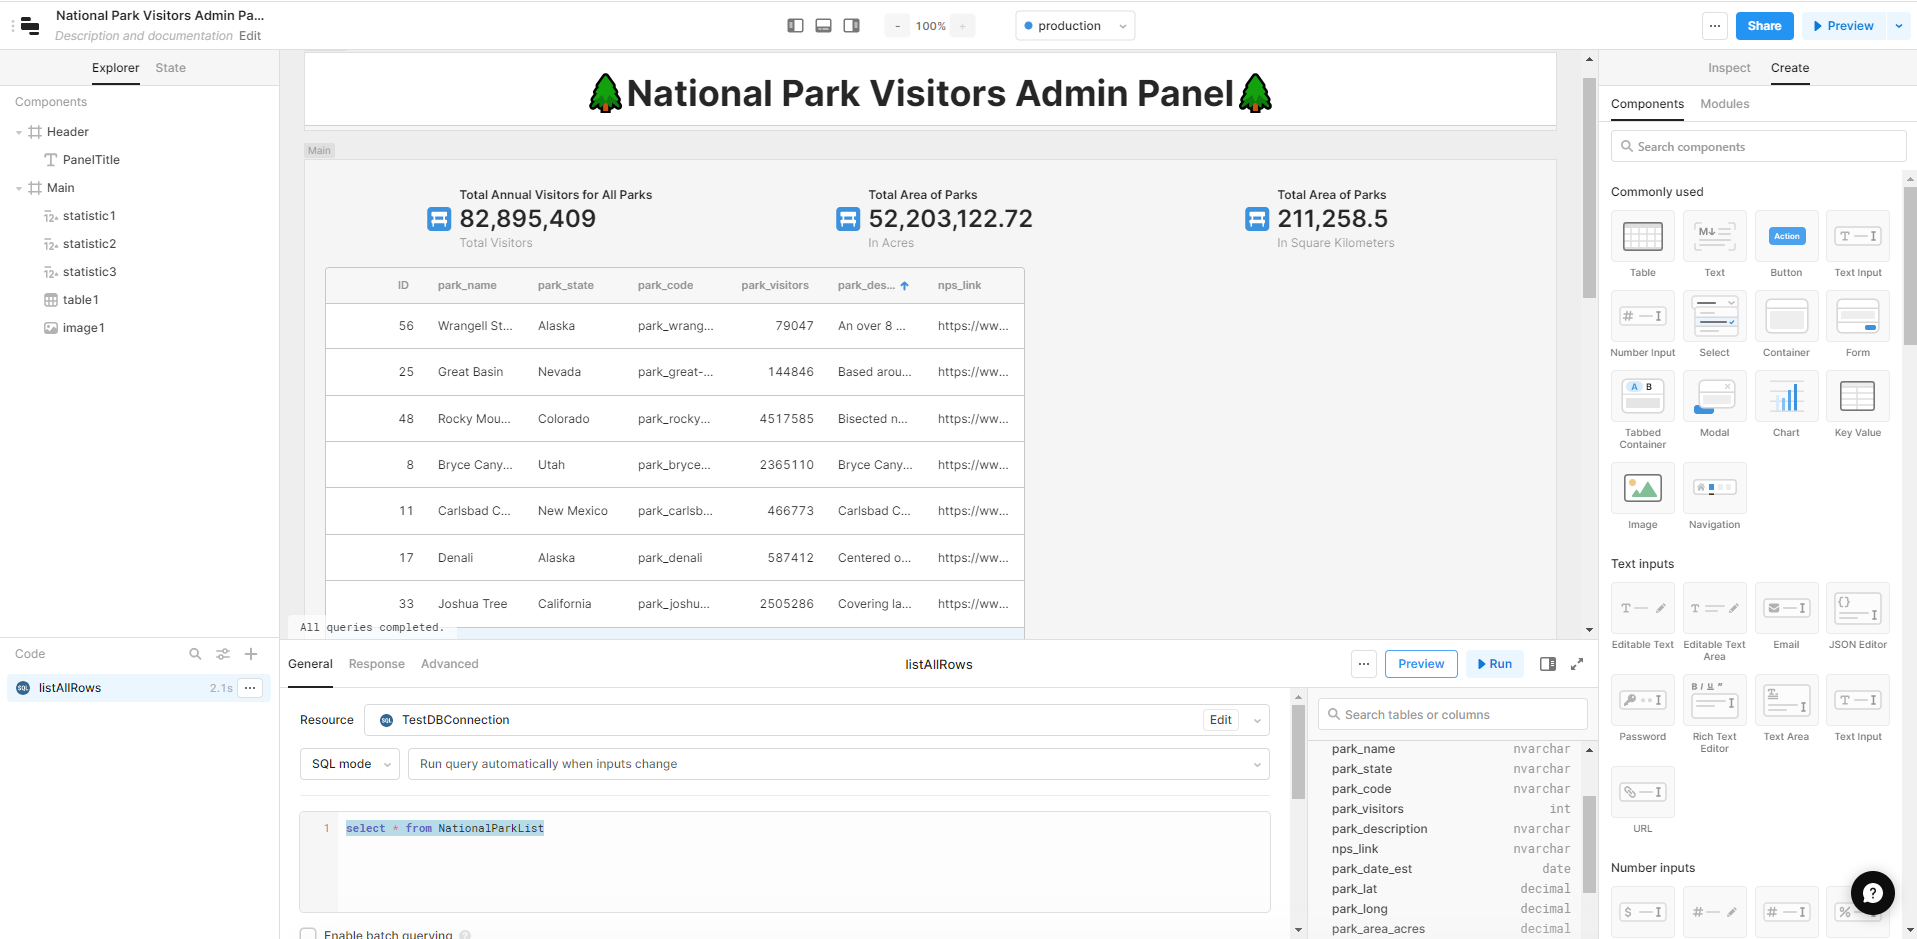 National Park Visitors Admin Pa...
Description and documentation Edit
- 100% +
production
Share
Preview
Explorer State
Components
Header
PanelTitle
Main
statistic1
statistic2
statistic3
table1
image1
Code
listAllRows 2.1s
National Park Visitors Admin Panel
Main
Total Annual Visitors for All Parks
82,895,409
Total Visitors
Total Area of Parks
52,203,122.72
In Acres
Total Area of Parks
211,258.5
In Square Kilometers
ID park_name park_state park_code park_visitors park_des... nps_link
56 Wrangell St... Alaska park_wrang... 79047 An over 8 ... https://ww...
25 Great Basin Nevada park_great-... 144846 Based arou... https://ww...
48 Rocky Mou... Colorado park_rocky... 4517585 Bisected n... https://ww...
8 Bryce Cany... Utah park_bryce... 2365110 Bryce Cany... https://ww...
11 Carlsbad C... New Mexico park_carlsb... 466773 Carlsbad C... https://ww...
17 Denali Alaska park_denali 587412 Centered o... https://ww...
33 Joshua Tree California park_joshu... 2505286 Covering la... https://ww...
All queries completed.
General Response Advanced
listAllRows
Preview
Run
Resource
TestDBConnection
Edit
SQL mode
Run query automatically when inputs change
1 select * from NationalParkList
Enable batch querying
Search tables or columns
park_name nvarchar
park_state nvarchar
park_code nvarchar
park_visitors int
park_description nvarchar
nps_link nvarchar
park_date_est date
park_lat decimal
park_long decimal
park_area_acres decimal
Inspect Create
Components Modules
Search components
Commonly used
Action
Table Text Button Text Input
Number Input Select Container Form
A B
Tabbed Container
Modal Chart Key Value
Image Navigation
Text inputs
Editable Text
Editable Text Area
Email JSON Editor
Password
Rich Text Editor
Text Area Text Input
URL
Number inputs